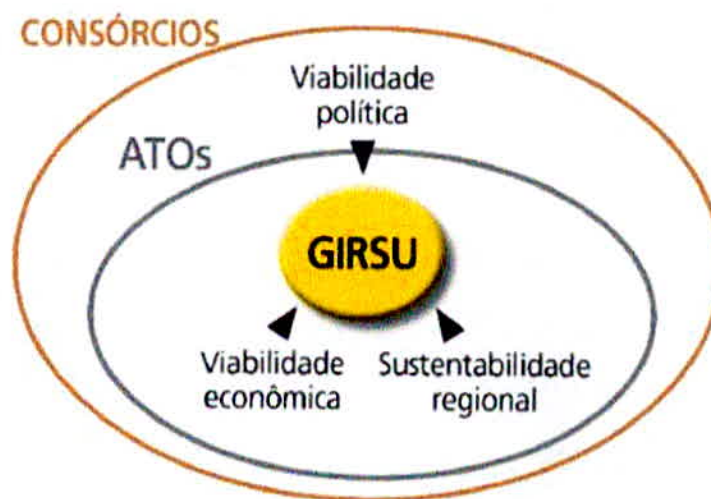 CONSÓRCIOS
Viabilidade
política
ATOs
GIRSU
Viabilidade
econômica
Sustentabilidade
regional